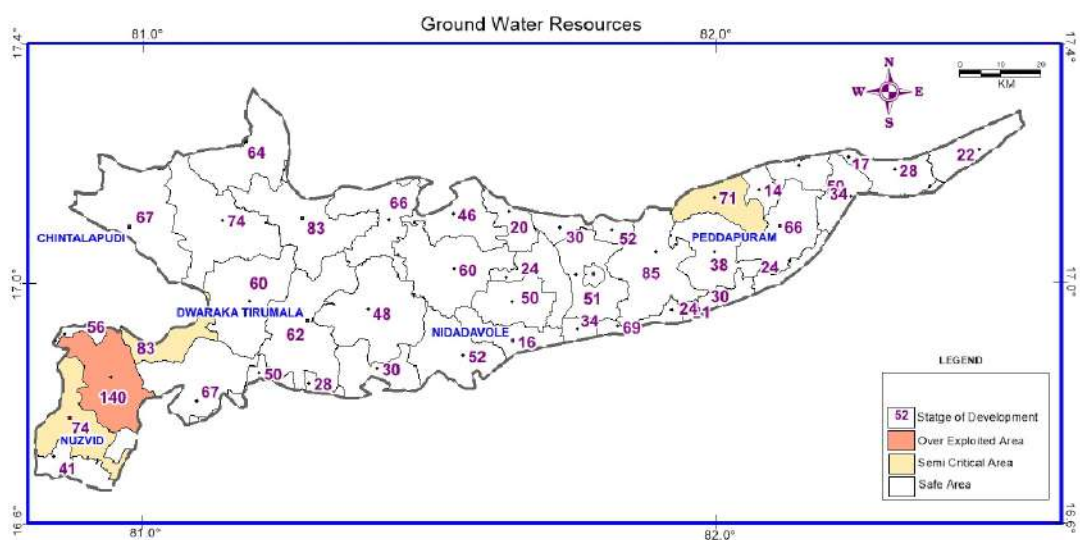 Ground Water Resources
81.0° 82.0°
17.4° 17.4°
N
W E
S
0 10 20
KM
64
17
22
28
67
74
83
66
46
20
30
52
71
14
34
66
CHINTALAPUDI
PEDDAPURAM
60
60
24
85
38
24
17.0° 17.0°
50
51
30
24
DWARAKA TIRUMALA
62
48
NIDADAVOLE
34
69
16
56
83
52
30
50
28
67
140
74
NUZVID
41
LEGEND
52 Statge of Development
Over Exploited Area
Semi Critical Area
Safe Area
16.6° 16.6°
81.0° 82.0°